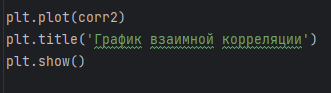 plt.plot(corr2)
plt.title('График взаимной корреляции')
plt.show()